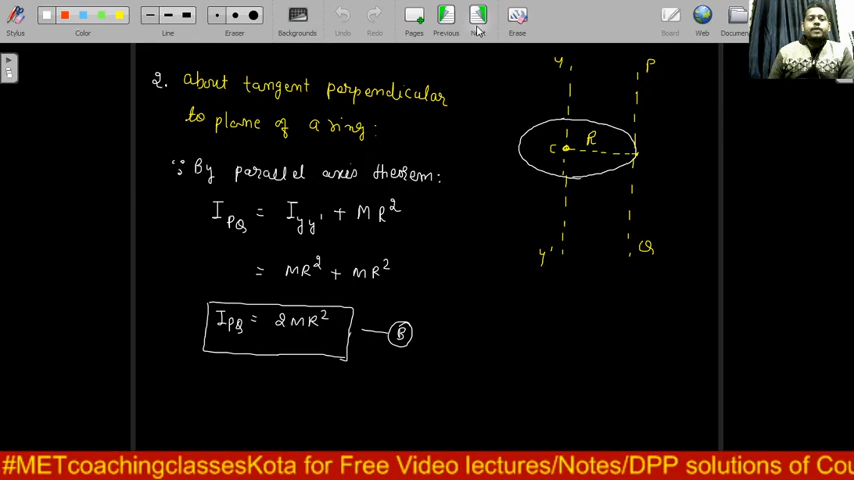 Stylus
Color
Line
Eraser
Backgrounds
Undo
Redo
Pages
Previous
Next
Erase
Board
Web
Documen
2. about tangent perpendicular
to plane of a ring:
∵ By parallel axis theorem:
I_PQ = I_yy' + MR²
= MR² + MR²
I_PQ = 2MR² — B
y P
C R
y' Q
#METcoachingclassesKota for Free Video lectures/Notes/DPP solutions of Cou